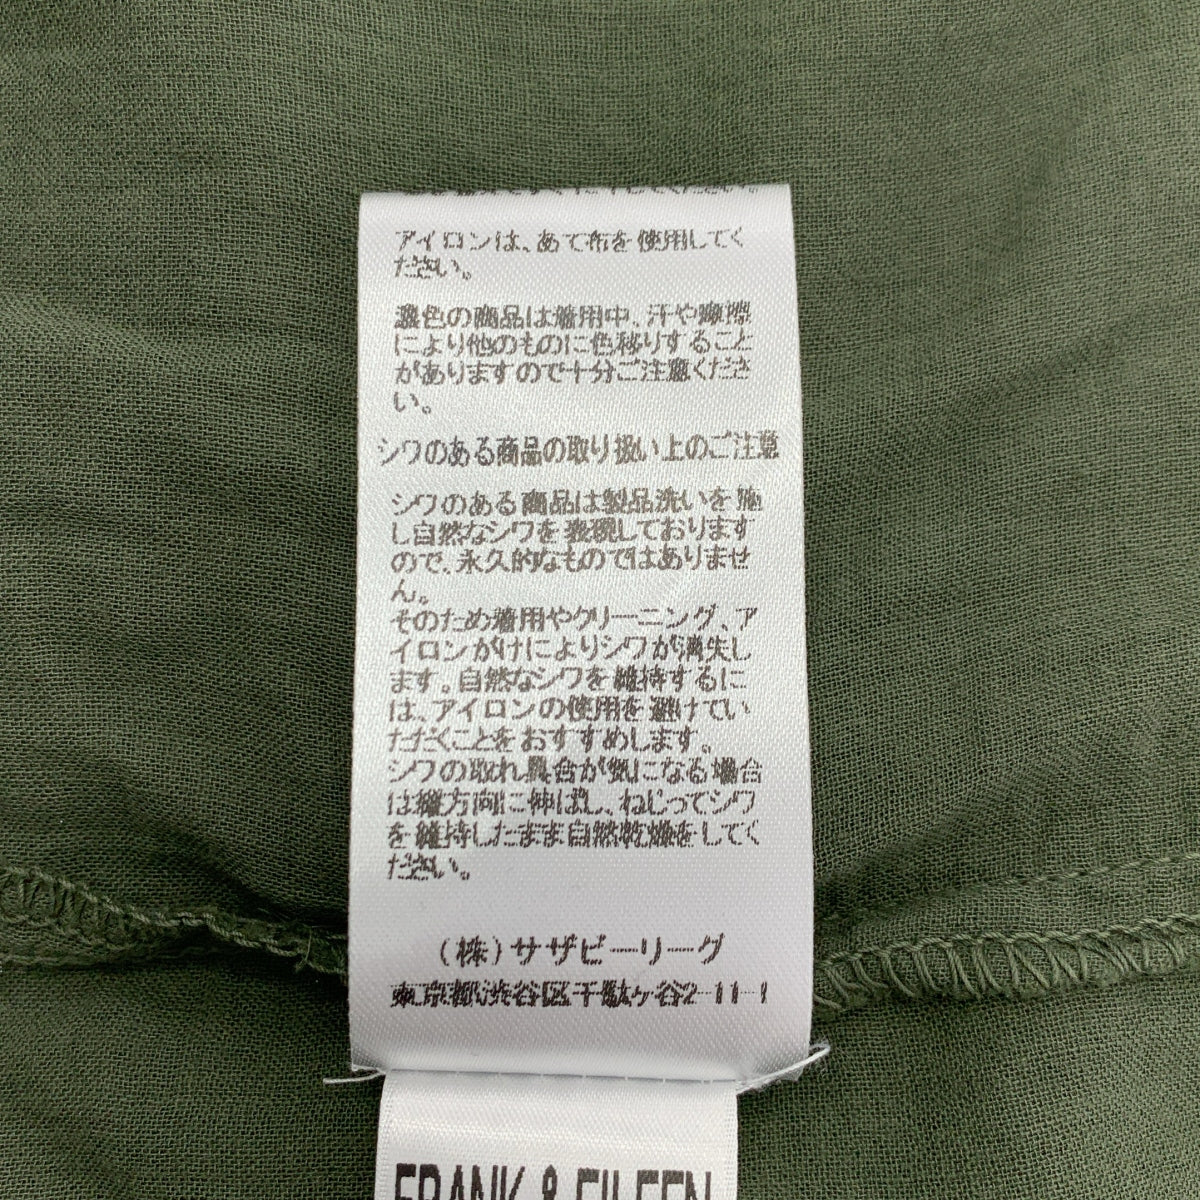 てください。
アイロンは、あて布を使用してく
ださい。
濃色の商品は着用中、汗や摩擦
により他のものに色移りすること
がありますので十分ご注意くださ
い。
シワのある商品の取り扱い上のご注意
シワのある商品は製品洗いを施
し自然なシワを表現しております
ので、永久的なものではありませ
ん。
そのため着用やクリーニング、ア
イロンがけによりシワが消失し
ます。自然なシワを維持するに
は、アイロンの使用を避けてい
ただくことをおすすめします。
シワの取れ具合が気になる場合
は縦方向に伸ばし、ねじってシワ
を維持したまま自然乾燥をしてく
ださい。
(株)サザビーリーグ
東京都渋谷区千駄ヶ谷2-11-1
FRANK & EILEEN